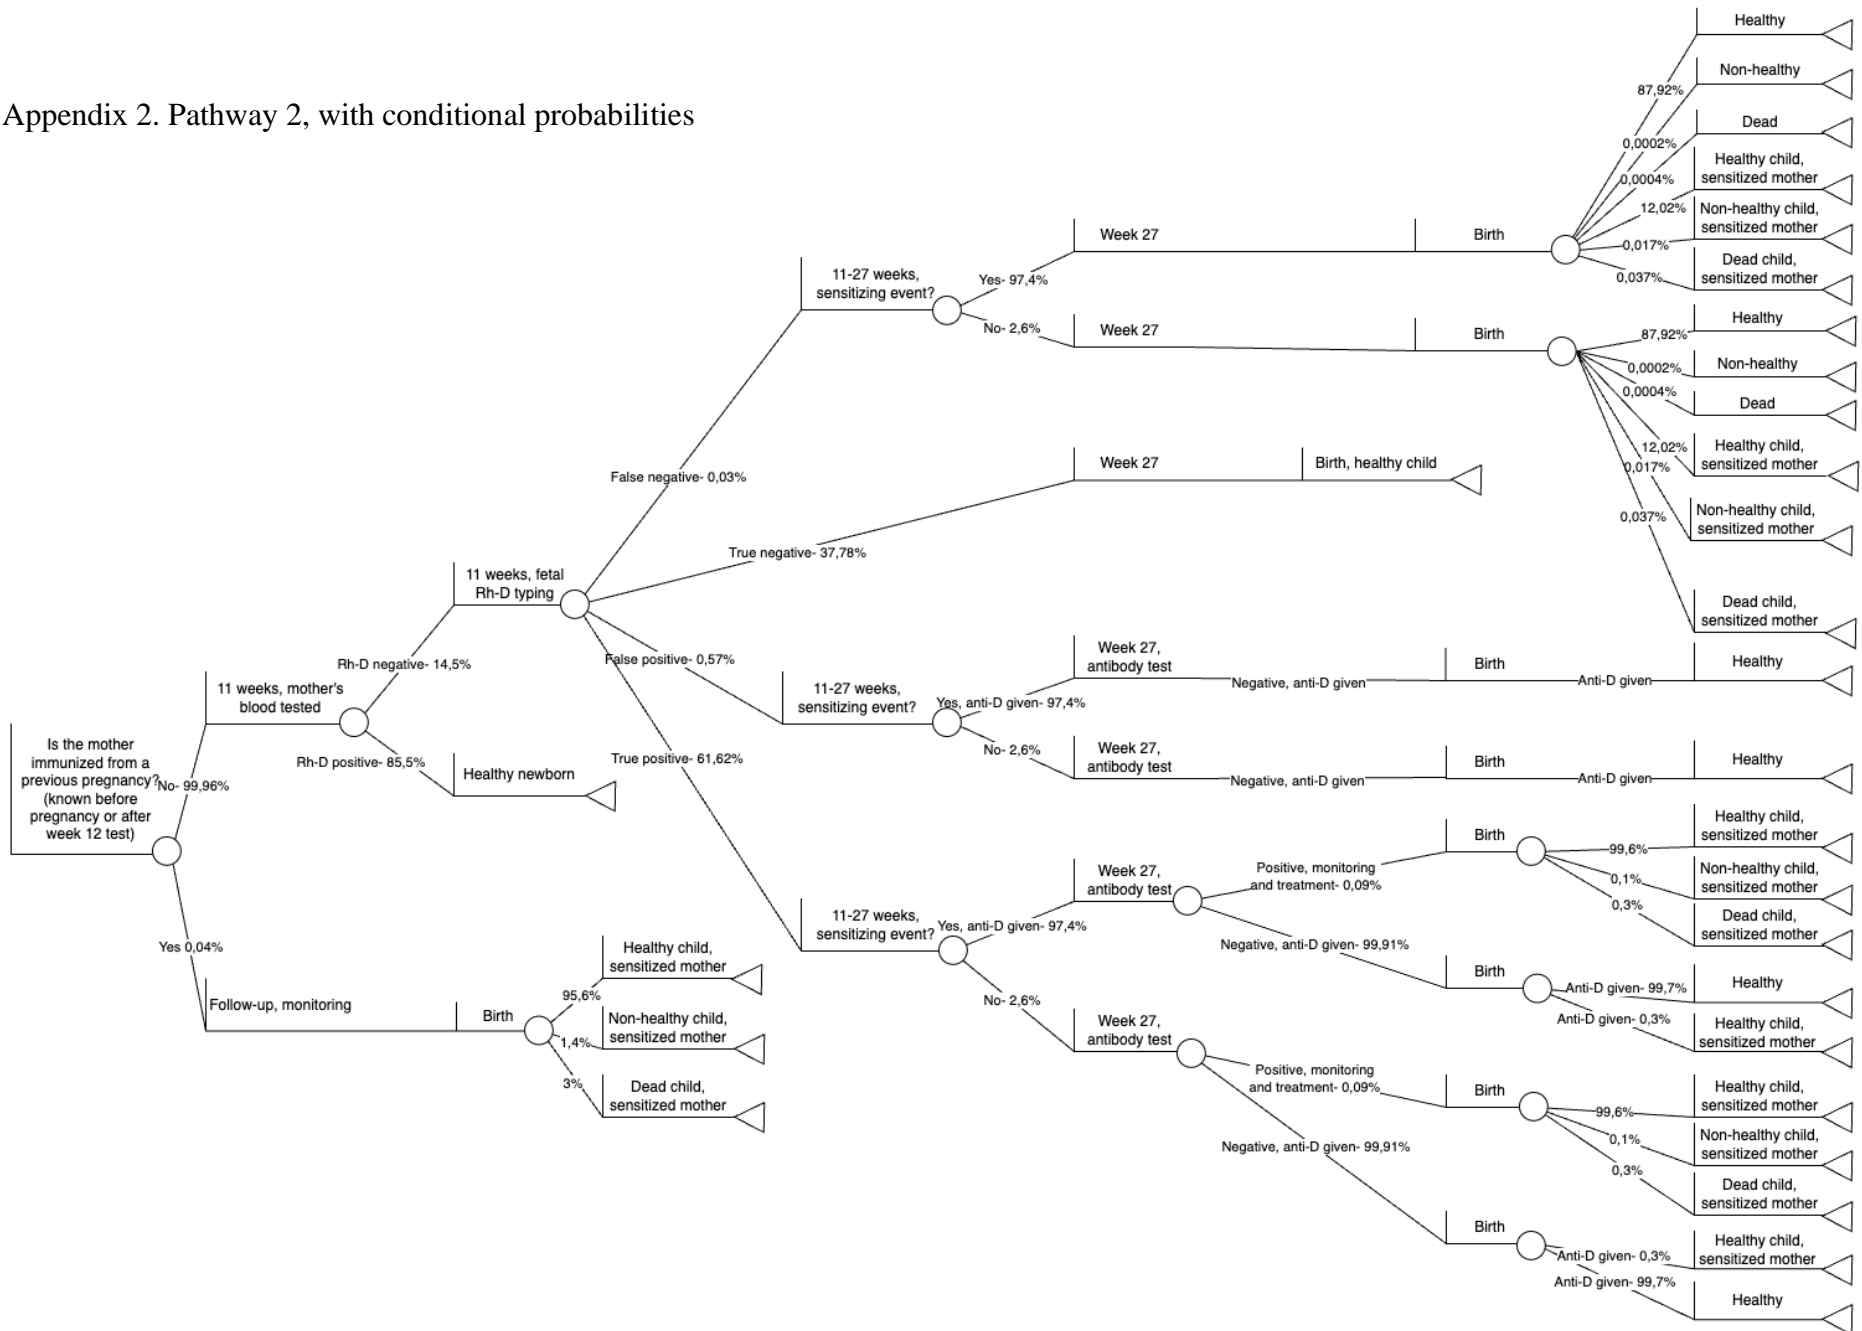 Appendix 2. Pathway 2, with conditional probabilities
Is the mother
immunized from a
previous pregnancy?
(known before
pregnancy or after
week 12 test)
No- 99,96%
Yes 0,04%
11 weeks, mother's
blood tested
Rh-D negative- 14,5%
Rh-D positive- 85,5%
Healthy newborn
Follow-up, monitoring
Birth
95,6%
Healthy child,
sensitized mother
1,4%
Non-healthy child,
sensitized mother
3%
Dead child,
sensitized mother
11 weeks, fetal
Rh-D typing
False negative- 0,03%
True negative- 37,78%
False positive- 0,57%
True positive- 61,62%
11-27 weeks,
sensitizing event?
Yes- 97,4%
Week 27
Birth
87,92%
Healthy
0,0002%
Non-healthy
0,0004%
Dead
12,02%
Healthy child,
sensitized mother
0,017%
Non-healthy child,
sensitized mother
0,037%
Dead child,
sensitized mother
No- 2,6%
Week 27
Birth
87,92%
Healthy
0,0002%
Non-healthy
0,0004%
Dead
12,02%
Healthy child,
sensitized mother
0,017%
Non-healthy child,
sensitized mother
0,037%
Dead child,
sensitized mother
Week 27
Birth, healthy child
11-27 weeks,
sensitizing event?
Yes, anti-D given- 97,4%
Week 27,
antibody test
Negative, anti-D given
Birth
Anti-D given
Healthy
No- 2,6%
Week 27,
antibody test
Negative, anti-D given
Birth
Anti-D given
Healthy
11-27 weeks,
sensitizing event?
Yes, anti-D given- 97,4%
Week 27,
antibody test
Positive, monitoring
and treatment- 0,09%
Birth
99,6%
Healthy child,
sensitized mother
0,1%
Non-healthy child,
sensitized mother
0,3%
Dead child,
sensitized mother
Negative, anti-D given- 99,91%
Birth
Anti-D given- 99,7%
Healthy
Anti-D given- 0,3%
Healthy child,
sensitized mother
No- 2,6%
Week 27,
antibody test
Positive, monitoring
and treatment- 0,09%
Birth
99,6%
Healthy child,
sensitized mother
0,1%
Non-healthy child,
sensitized mother
0,3%
Dead child,
sensitized mother
Negative, anti-D given- 99,91%
Birth
Anti-D given- 0,3%
Healthy child,
sensitized mother
Anti-D given- 99,7%
Healthy